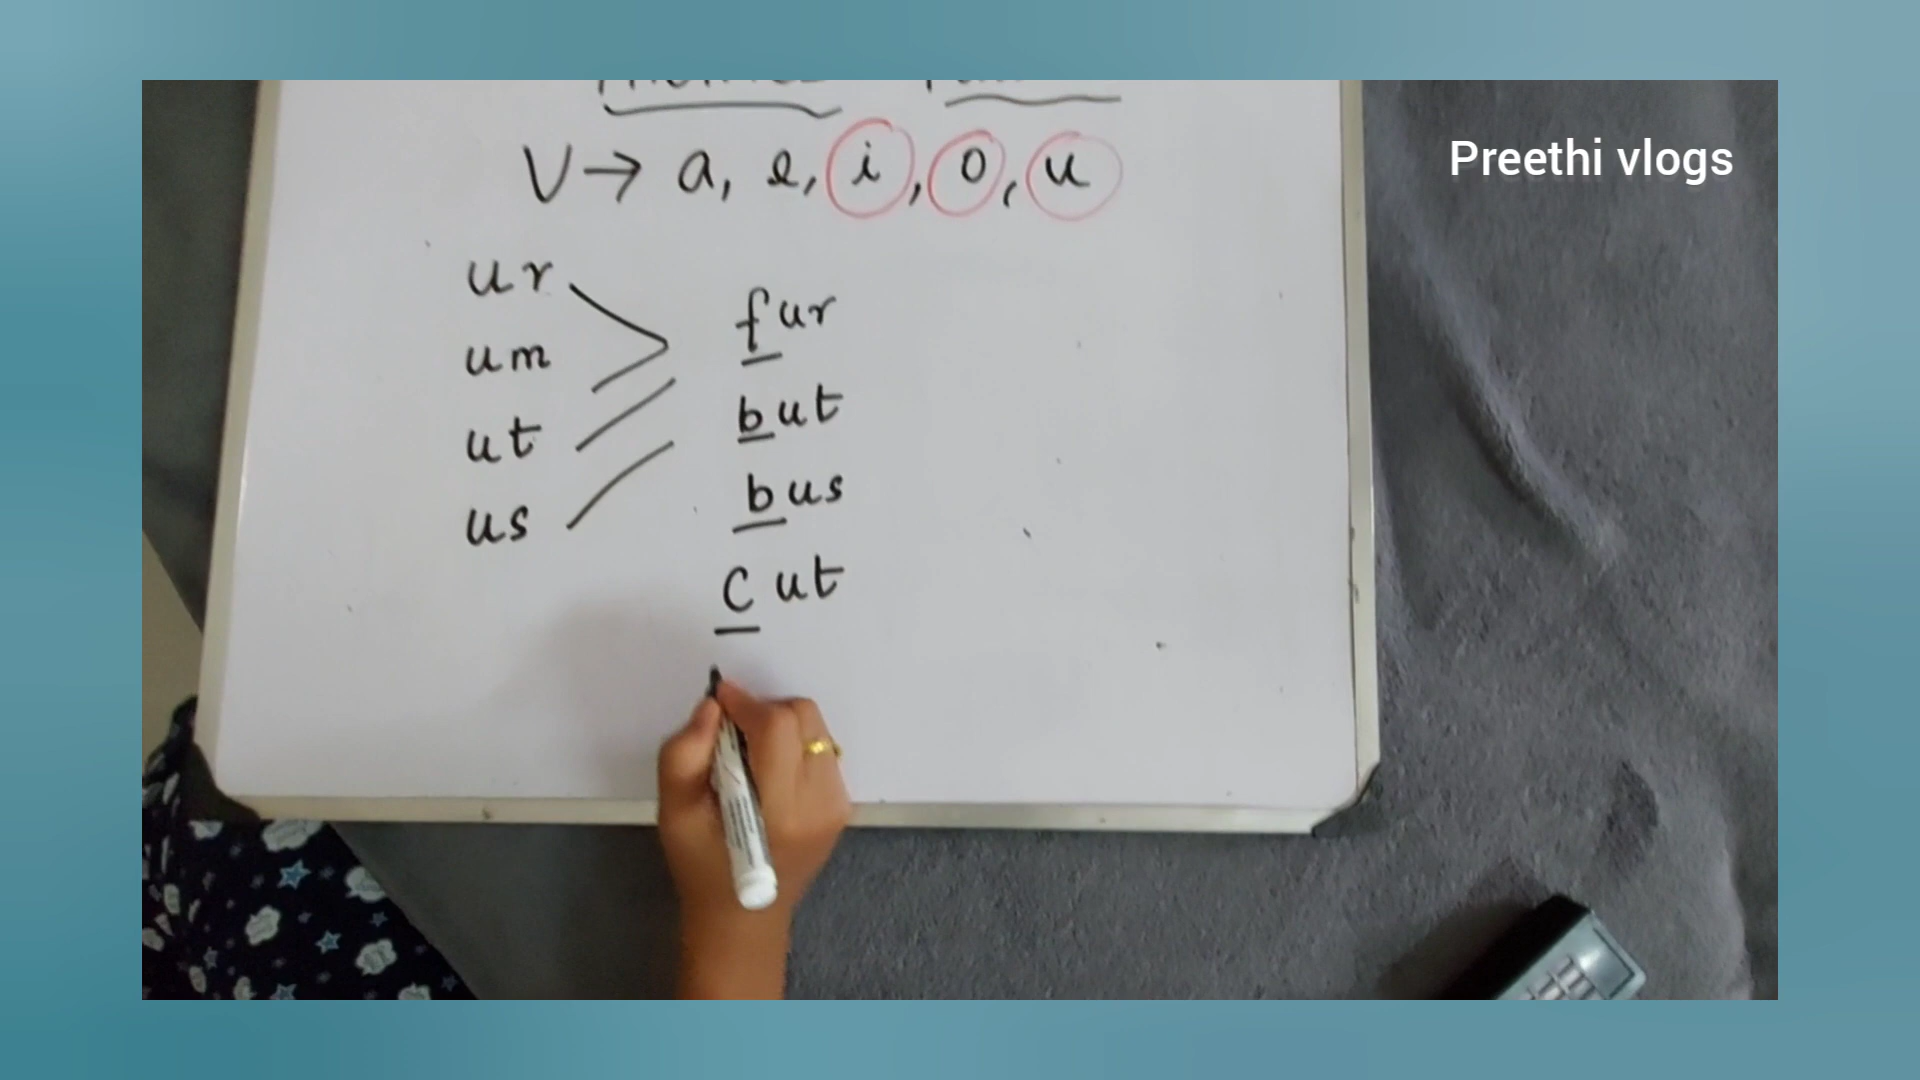 Preethi vlogs
V → a, e, i, o, u
ur
um
ut
us
fur
but
bus
cut